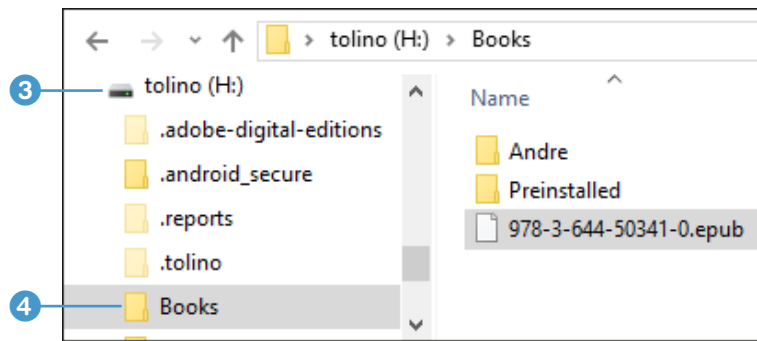 tolino (H:) > Books
3 tolino (H:)
.adobe-digital-editions
.android_secure
.reports
.tolino
4 Books
Name
Andre
Preinstalled
978-3-644-50341-0.epub